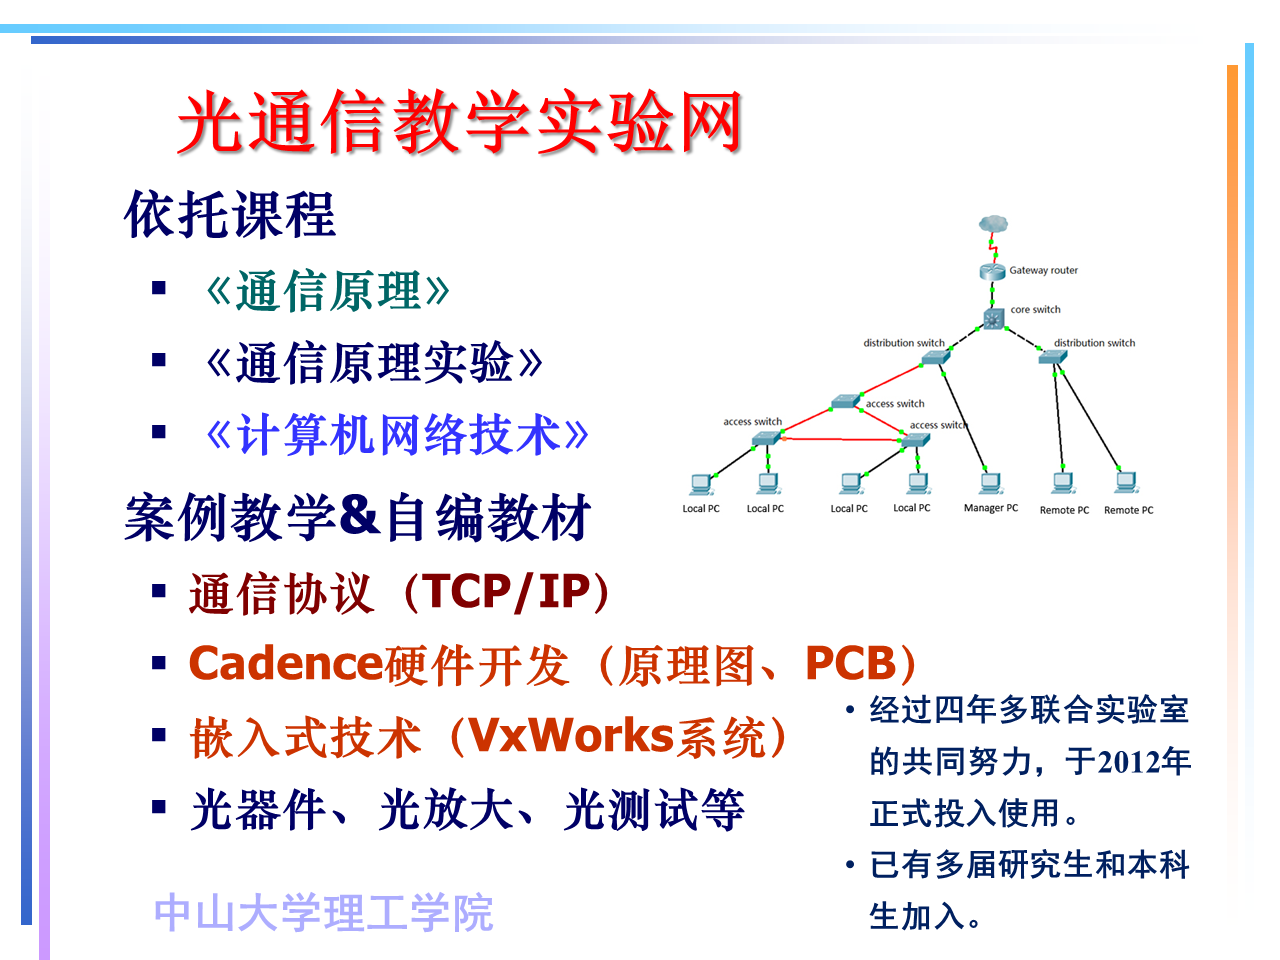 光通信教学实验网
依托课程
▪ 《通信原理》
▪ 《通信原理实验》
▪ 《计算机网络技术》
案例教学&自编教材
▪ 通信协议（TCP/IP）
▪ Cadence硬件开发（原理图、PCB）
▪ 嵌入式技术（VxWorks系统）
▪ 光器件、光放大、光测试等
Gateway router
core switch
distribution switch
distribution switch
access switch
access switch
access switch
Local PC
Local PC
Local PC
Local PC
Manager PC
Remote PC
Remote PC
• 经过四年多联合实验室
的共同努力，于2012年
正式投入使用。
• 已有多届研究生和本科
生加入。
中山大学理工学院